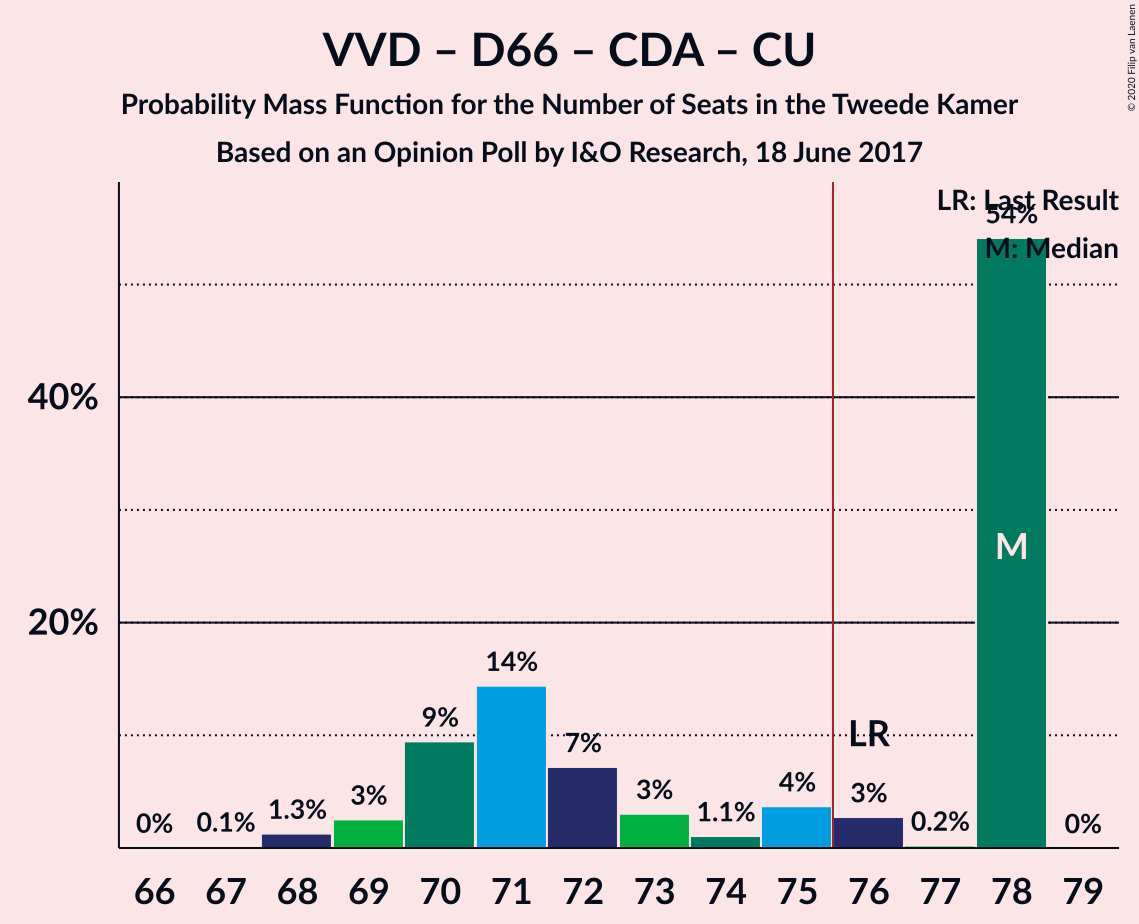 VVD – D66 – CDA – CU
Probability Mass Function for the Number of Seats in the Tweede Kamer
Based on an Opinion Poll by I&O Research, 18 June 2017
© 2020 Filip van Laenen
LR: Last Result
M: Median
40%
20%
0%
0.1%
1.3%
3%
9%
14%
7%
3%
1.1%
4%
3%
0.2%
54%
0%
LR
M
66 67 68 69 70 71 72 73 74 75 76 77 78 79